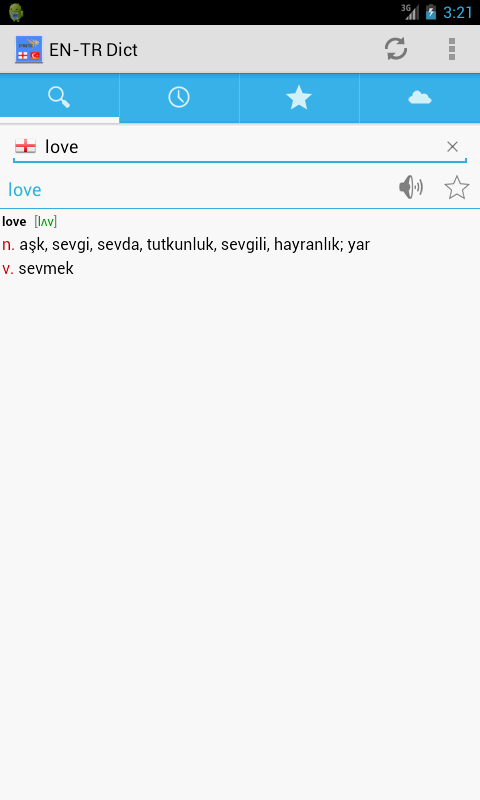 3G 3:21
EN-TR Dict
love
love
love [lʌv]
n. aşk, sevgi, sevda, tutkunluk, sevgili, hayranlık; yar
v. sevmek